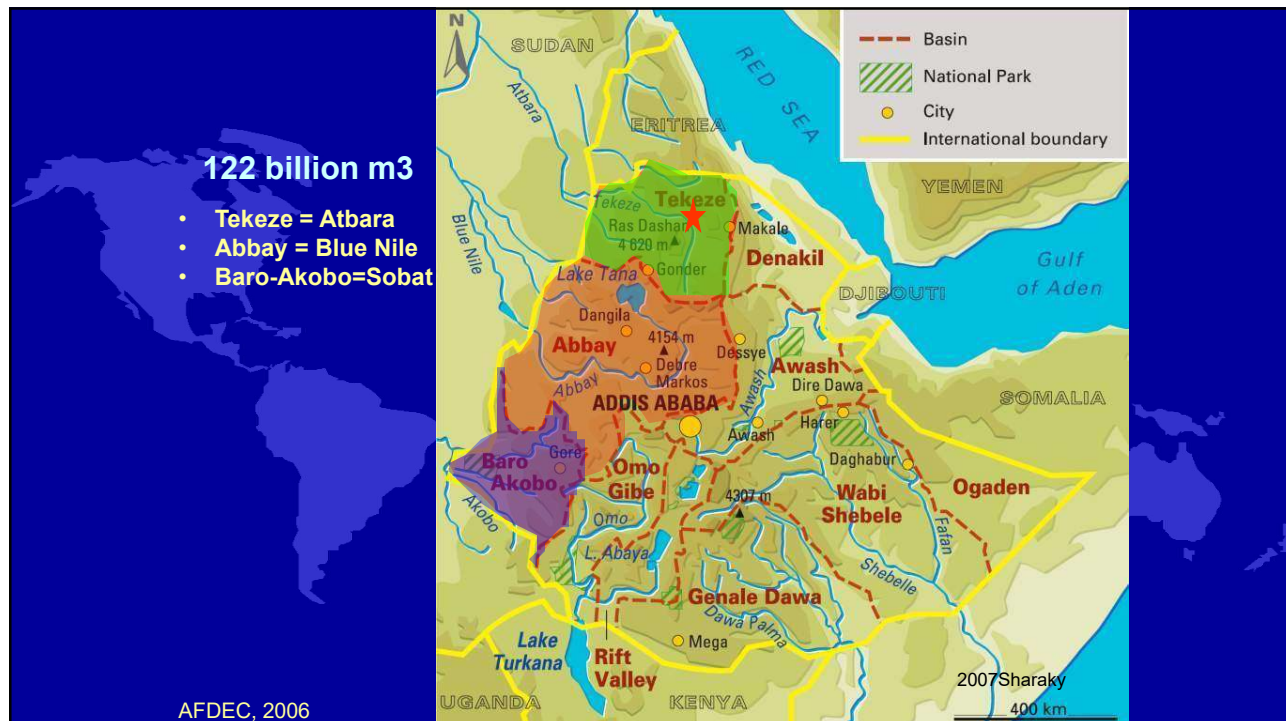 122 billion m3
• Tekeze = Atbara
• Abbay = Blue Nile
• Baro-Akobo=Sobat
AFDEC, 2006
N
SUDAN
RED SEA
Basin
National Park
City
International boundary
Atbara
ERITREA
YEMEN
Tekeze
Tekeze
Ras Dashan
4 620 m
Makale
Blue Nile
Denakil
Lake Tana
Gonder
Gulf
of Aden
DJIBOUTI
Dangila
4154 m
Abbay
Dessye
Awash
Debre
Markos
Abbay
Awash
Dire Dawa
SOMALIA
ADDIS ABABA
Awash
Harer
Gore
Baro
Akobo
Omo
Gibe
Daghabur
4307 m
Wabi
Shebele
Ogaden
Akobo
Omo
Fafan
L. Abaya
Shebelle
Genale Dawa
Dawa Palma
Lake
Turkana
Mega
Rift
Valley
2007Sharaky
UGANDA
KENYA
400 km